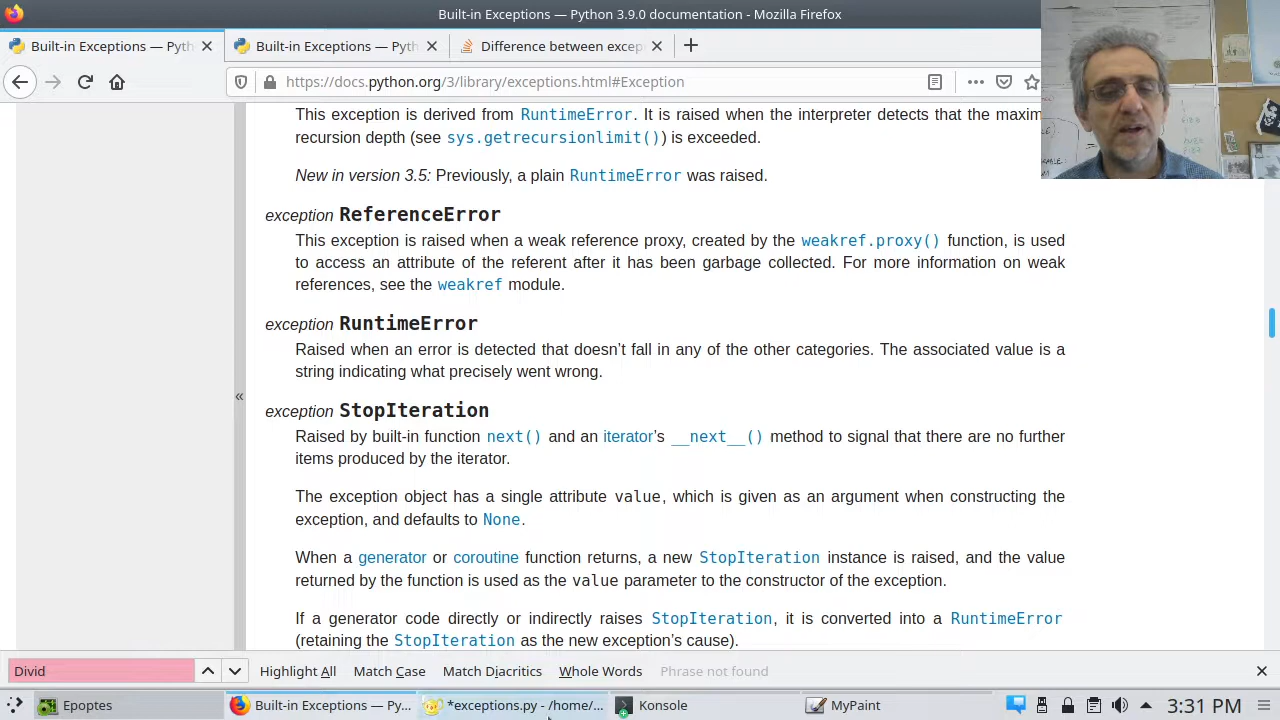 Built-in Exceptions — Python 3.9.0 documentation - Mozilla Firefox
Built-in Exceptions — Pyth
Built-in Exceptions — Pyth
Difference between excep
https://docs.python.org/3/library/exceptions.html#Exception
This exception is derived from RuntimeError. It is raised when the interpreter detects that the maxim
recursion depth (see sys.getrecursionlimit()) is exceeded.
New in version 3.5: Previously, a plain RuntimeError was raised.
exception ReferenceError
This exception is raised when a weak reference proxy, created by the weakref.proxy() function, is used
to access an attribute of the referent after it has been garbage collected. For more information on weak
references, see the weakref module.
exception RuntimeError
Raised when an error is detected that doesn’t fall in any of the other categories. The associated value is a
string indicating what precisely went wrong.
«
exception StopIteration
Raised by built-in function next() and an iterator’s __next__() method to signal that there are no further
items produced by the iterator.
The exception object has a single attribute value, which is given as an argument when constructing the
exception, and defaults to None.
When a generator or coroutine function returns, a new StopIteration instance is raised, and the value
returned by the function is used as the value parameter to the constructor of the exception.
If a generator code directly or indirectly raises StopIteration, it is converted into a RuntimeError
(retaining the StopIteration as the new exception’s cause).
Divid
Highlight All
Match Case
Match Diacritics
Whole Words
Phrase not found
Epoptes
Built-in Exceptions — Py...
*exceptions.py - /home/...
Konsole
MyPaint
3:31 PM